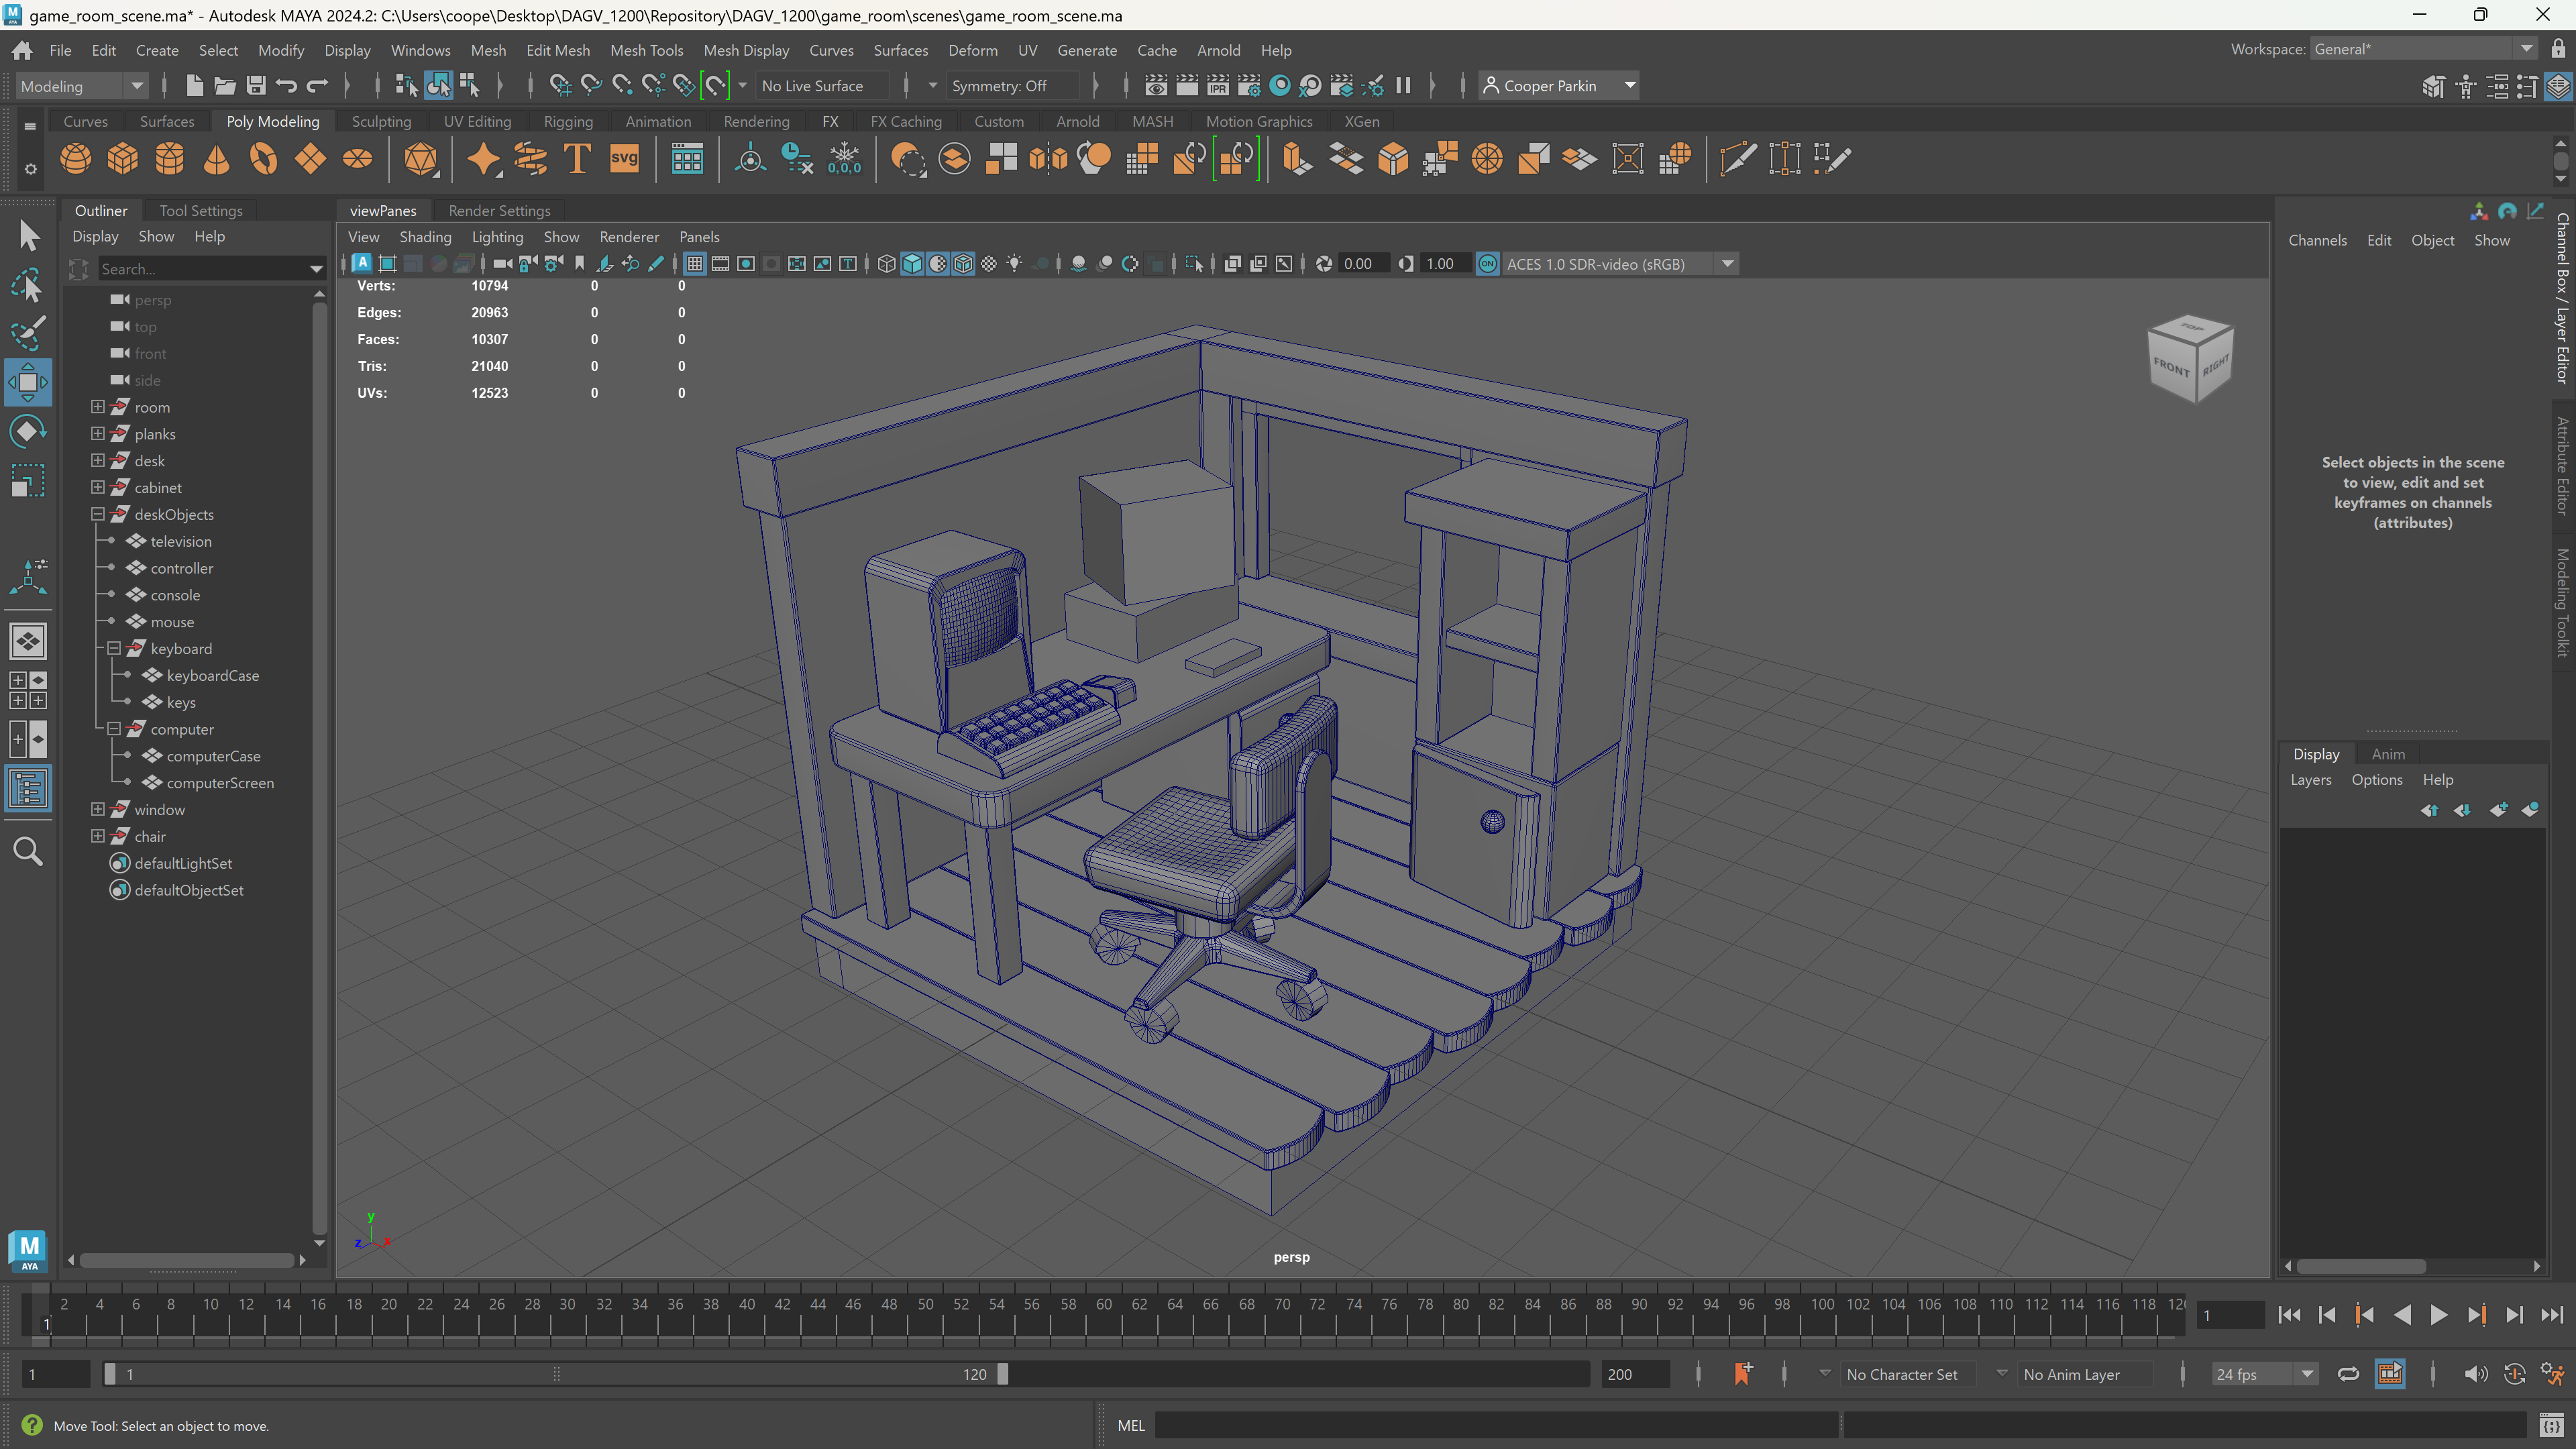 game_room_scene.ma* - Autodesk MAYA 2024.2: C:\Users\coope\Desktop\DAGV_1200\Repository\DAGV_1200\game_room\scenes\game_room_scene.ma
File Edit Create Select Modify Display Windows Mesh Edit Mesh Mesh Tools Mesh Display Curves Surfaces Deform UV Generate Cache Arnold Help
Workspace: General*
Modeling
No Live Surface
Symmetry: Off
IPR
Cooper Parkin
Curves Surfaces Poly Modeling Sculpting UV Editing Rigging Animation Rendering FX FX Caching Custom Arnold MASH Motion Graphics XGen
T
svg
0,0,0
Outliner Tool Settings
Display Show Help
Search...
persp
top
front
side
room
planks
desk
cabinet
deskObjects
television
controller
console
mouse
keyboard
keyboardCase
keys
computer
computerCase
computerScreen
window
chair
defaultLightSet
defaultObjectSet
viewPanes Render Settings
View Shading Lighting Show Renderer Panels
0.00
1.00
ON
ACES 1.0 SDR-video (sRGB)
Verts: 10794 0 0
Edges: 20963 0 0
Faces: 10307 0 0
Tris: 21040 0 0
UVs: 12523 0 0
TOP
FRONT
RIGHT
y
z
x
persp
Channels Edit Object Show
Select objects in the scene
to view, edit and set
keyframes on channels
(attributes)
Channel Box / Layer Editor
Attribute Editor
Modeling Toolkit
Display Anim
Layers Options Help
M
AYA
2 4 6 8 10 12 14 16 18 20 22 24 26 28 30 32 34 36 38 40 42 44 46 48 50 52 54 56 58 60 62 64 66 68 70 72 74 76 78 80 82 84 86 88 90 92 94 96 98 100 102 104 106 108 110 112 114 116 118 120
1
1
1
1
120
200
No Character Set
No Anim Layer
24 fps
Move Tool: Select an object to move.
MEL